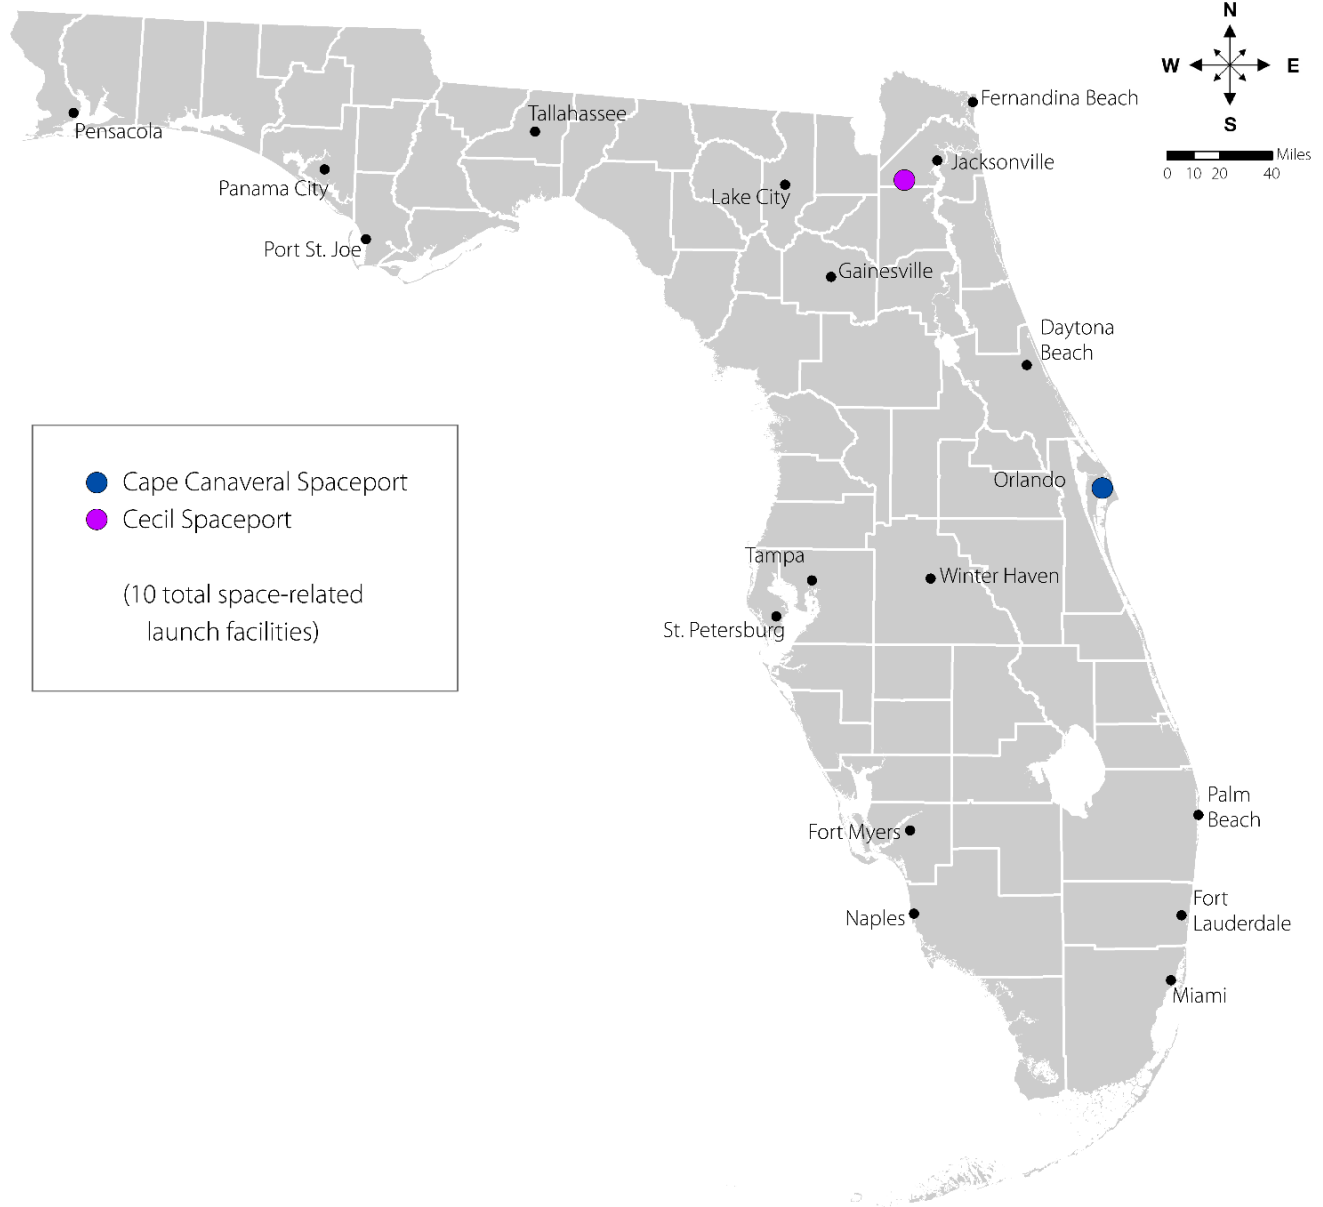 N
W E
S
Miles
0 10 20 40
Fernandina Beach
Pensacola
Tallahassee
Jacksonville
Panama City
Lake City
Port St. Joe
Gainesville
Daytona
Beach
Cape Canaveral Spaceport
Cecil Spaceport
(10 total space-related
launch facilities)
Orlando
Tampa
Winter Haven
St. Petersburg
Palm
Beach
Fort Myers
Fort
Lauderdale
Naples
Miami